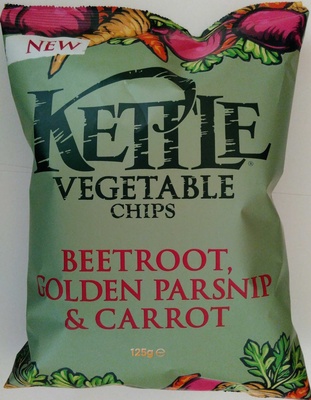 NEW
KETTLE®
VEGETABLE
CHIPS
BEETROOT,
GOLDEN PARSNIP
& CARROT
125g ℮